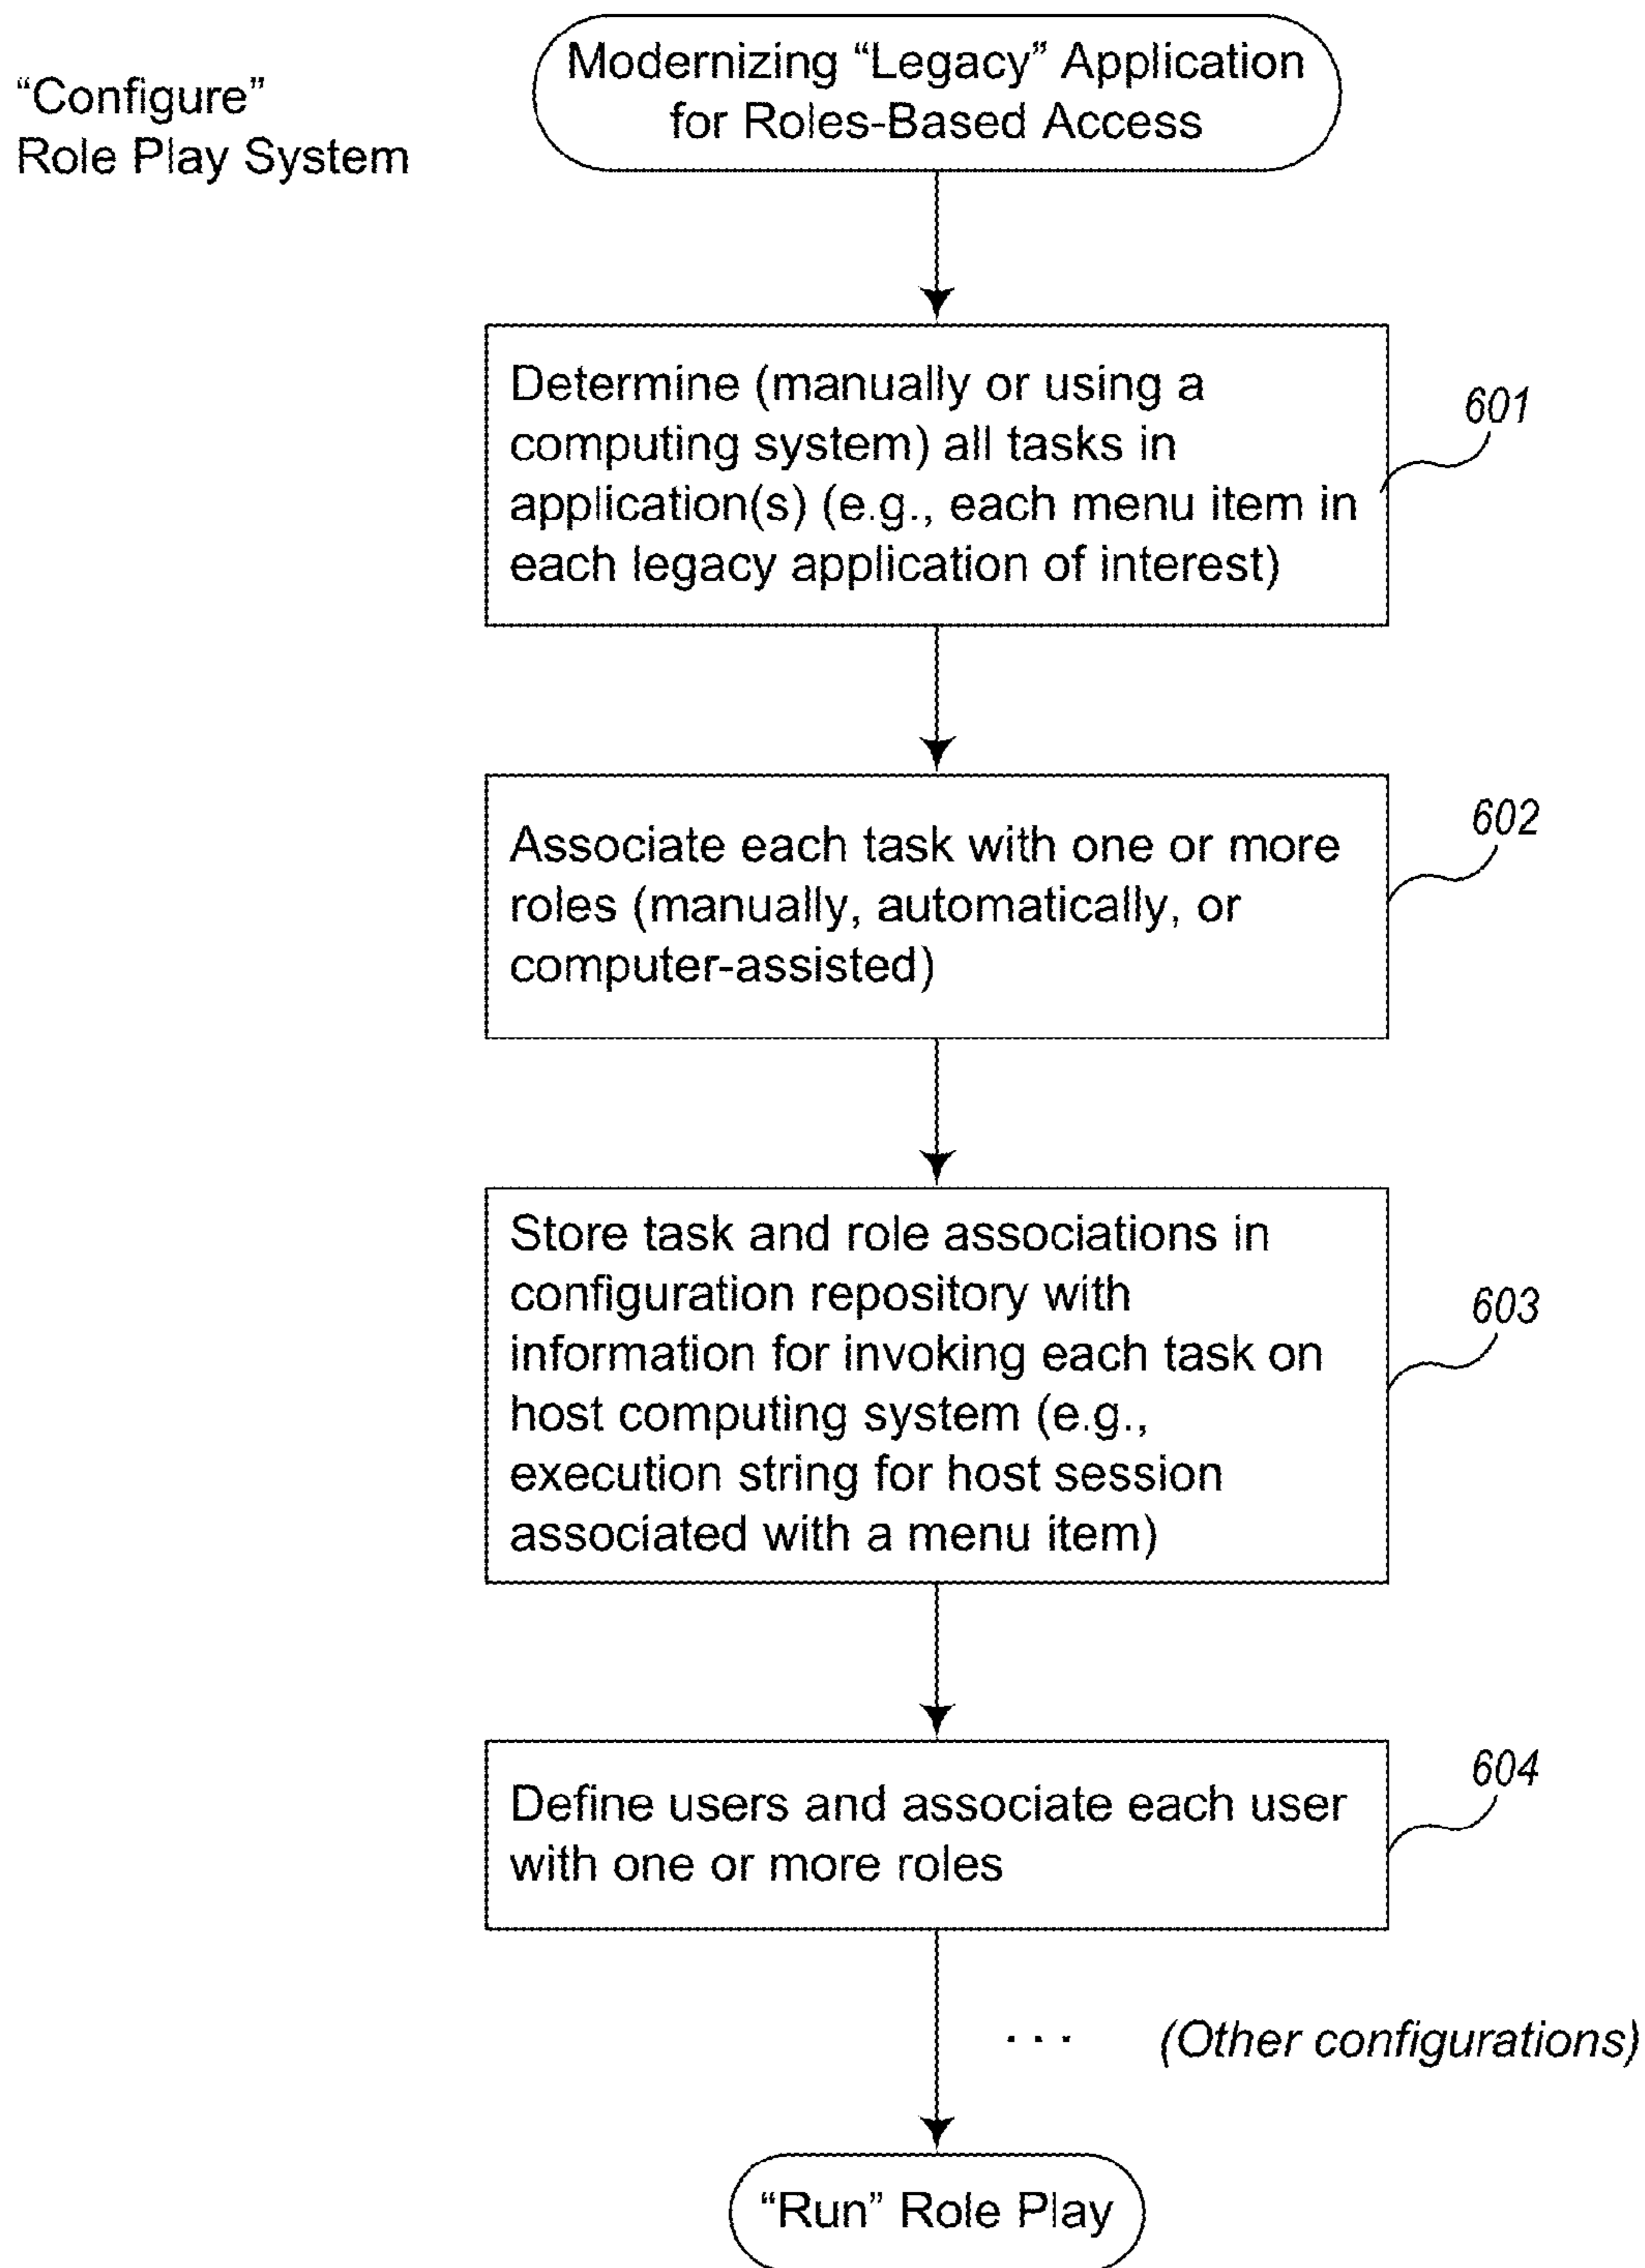 “Configure”
Role Play System
Modernizing “Legacy” Application
for Roles-Based Access
Determine (manually or using a
computing system) all tasks in
application(s) (e.g., each menu item in
each legacy application of interest)
601
Associate each task with one or more
roles (manually, automatically, or
computer-assisted)
602
Store task and role associations in
configuration repository with
information for invoking each task on
host computing system (e.g.,
execution string for host session
associated with a menu item)
603
Define users and associate each user
with one or more roles
604
. . . (Other configurations)
“Run” Role Play